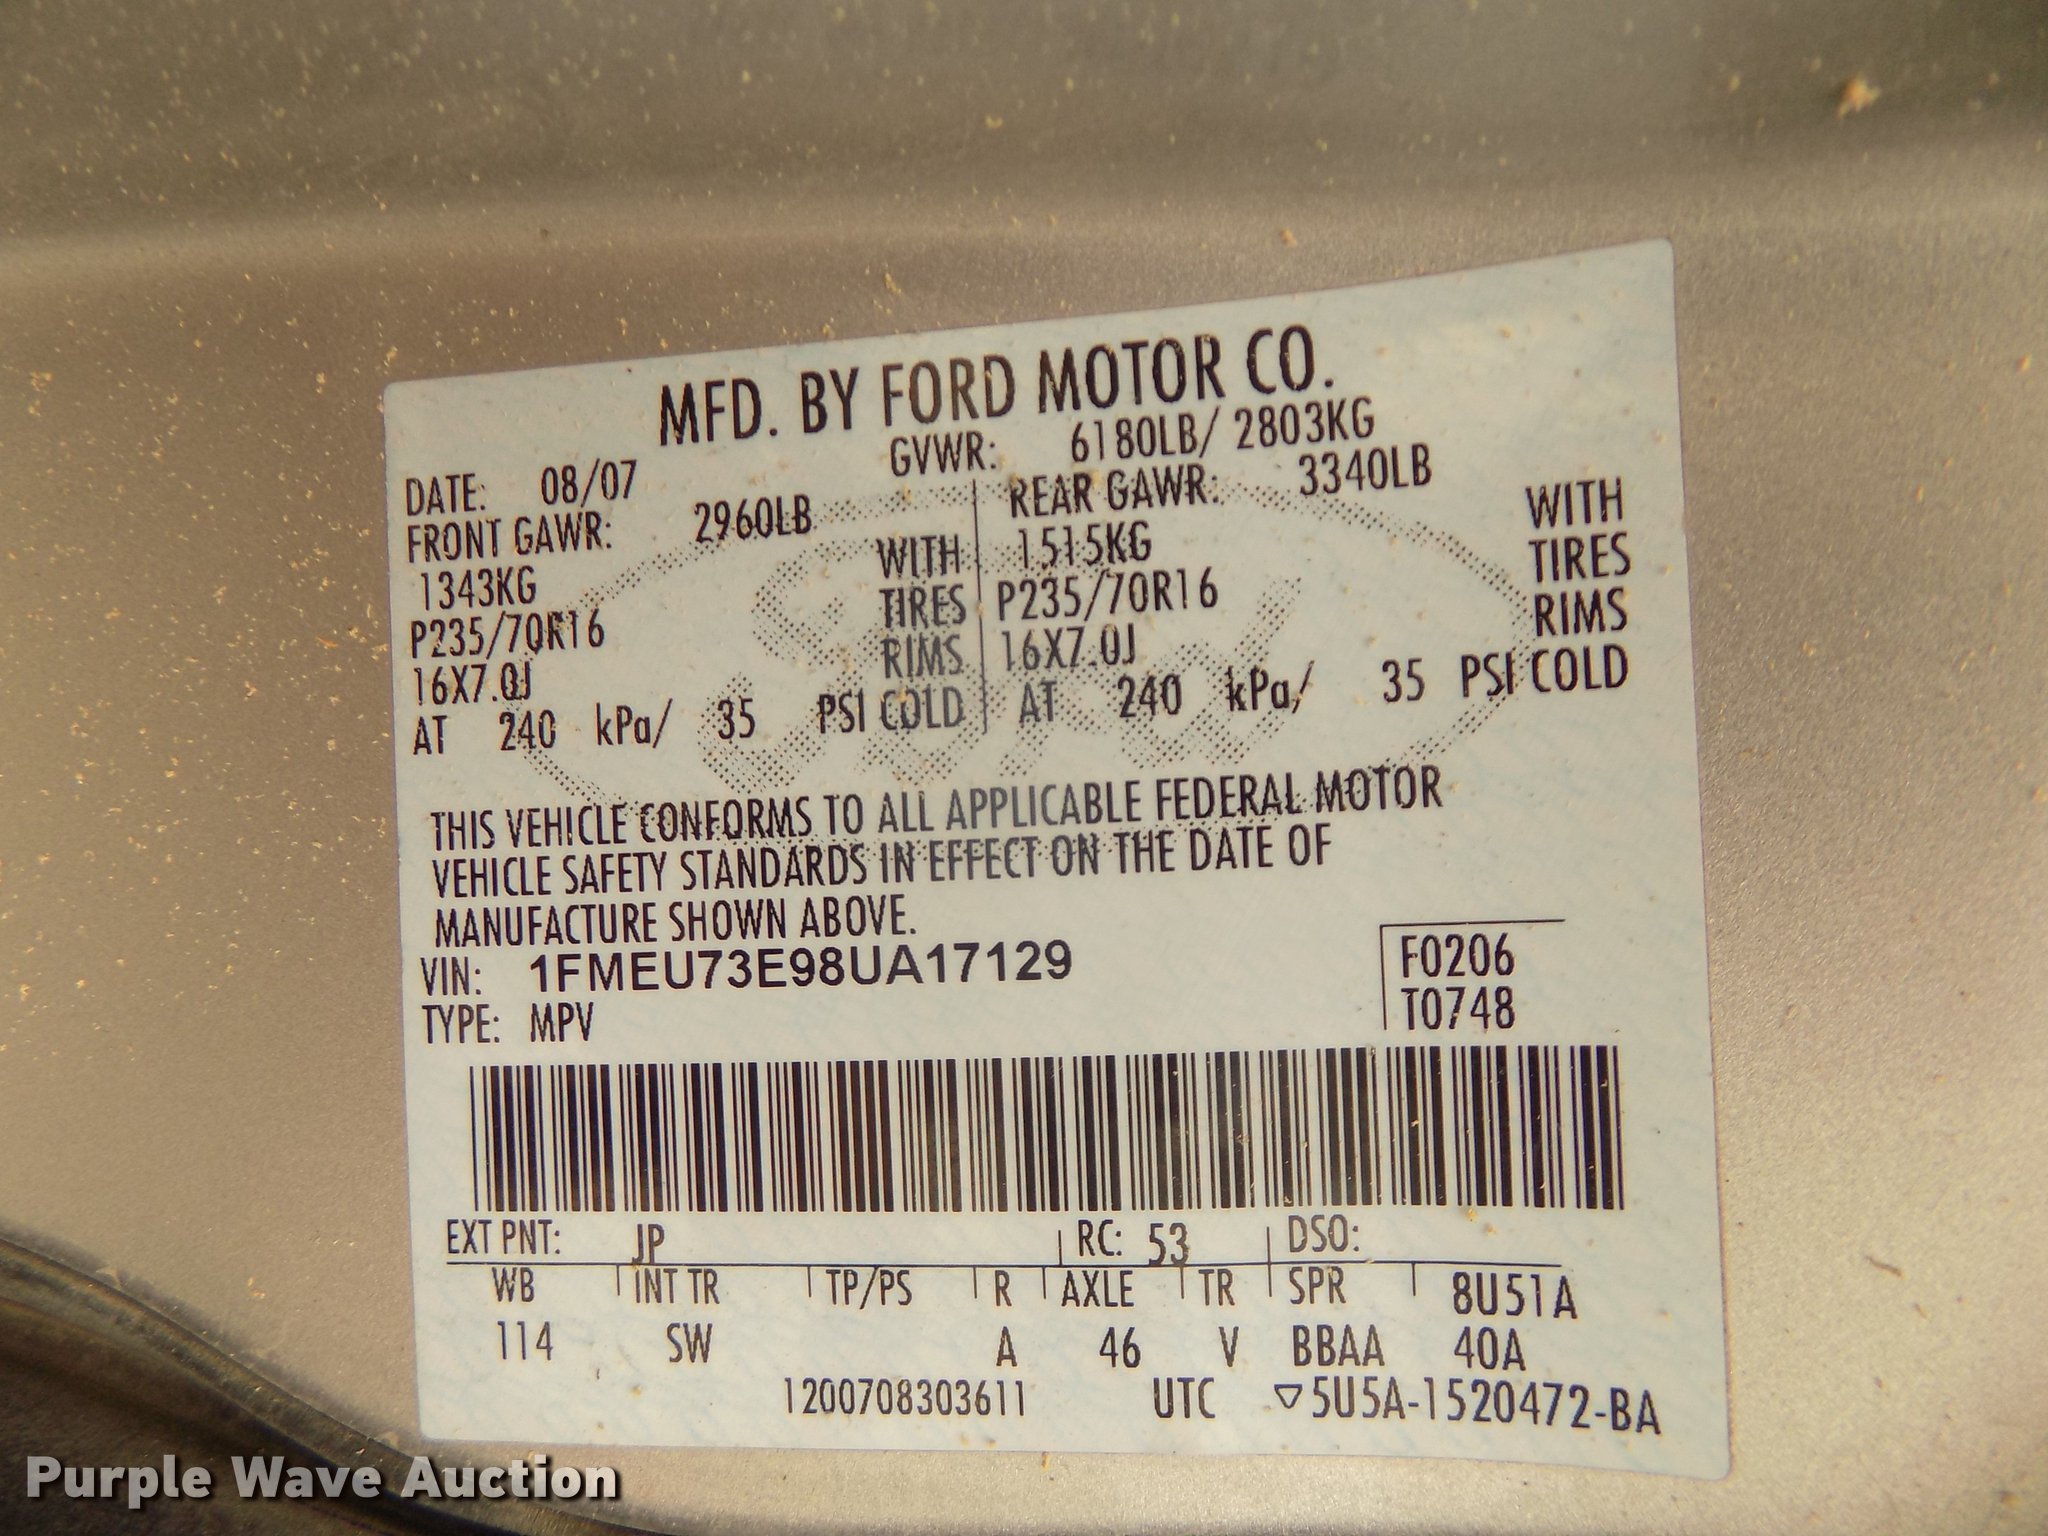 MFD. BY FORD MOTOR CO.
DATE: 08/07 GVWR: 6180LB/ 2803KG
FRONT GAWR: 2960LB REAR GAWR: 3340LB
1343KG WITH 1515KG WITH
P235/70R16 TIRES P235/70R16 TIRES
16X7.0J RIMS 16X7.0J RIMS
AT 240 kPa/ 35 PSI COLD AT 240 kPa/ 35 PSI COLD
THIS VEHICLE CONFORMS TO ALL APPLICABLE FEDERAL MOTOR
VEHICLE SAFETY STANDARDS IN EFFECT ON THE DATE OF
MANUFACTURE SHOWN ABOVE.
VIN: 1FMEU73E98UA17129 F0206
TYPE: MPV T0748
EXT PNT: JP RC: 53 DSO:
WB INT TR TP/PS R AXLE TR SPR 8U51A
114 SW A 46 V BBAA 40A
1200708303611 UTC ▽5U5A-1520472-BA
Purple Wave Auction